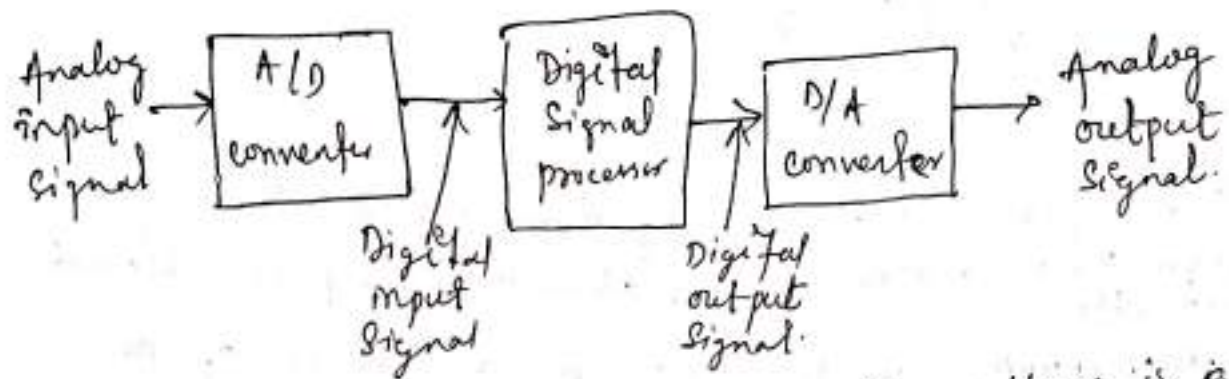 Analog
input
signal
A/D
converter
Digital
Signal
processor
D/A
converter
Analog
output
Signal.
Digital
input
Signal
Digital
output
Signal.